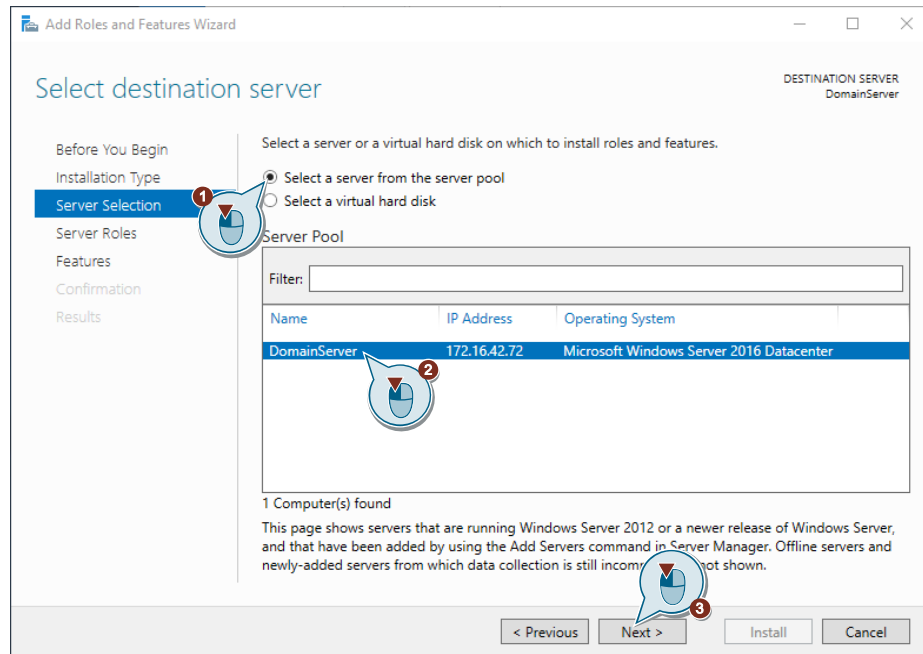 Add Roles and Features Wizard
Select destination server
DESTINATION SERVER
DomainServer
Before You Begin
Installation Type
Server Selection
Server Roles
Features
Confirmation
Results
Select a server or a virtual hard disk on which to install roles and features.
Select a server from the server pool
1
Select a virtual hard disk
Server Pool
Filter:
Name IP Address Operating System
DomainServer 172.16.42.72 Microsoft Windows Server 2016 Datacenter
2
1 Computer(s) found
This page shows servers that are running Windows Server 2012 or a newer release of Windows Server,
and that have been added by using the Add Servers command in Server Manager. Offline servers and
newly-added servers from which data collection is still not shown.
3
< Previous Next > Install Cancel